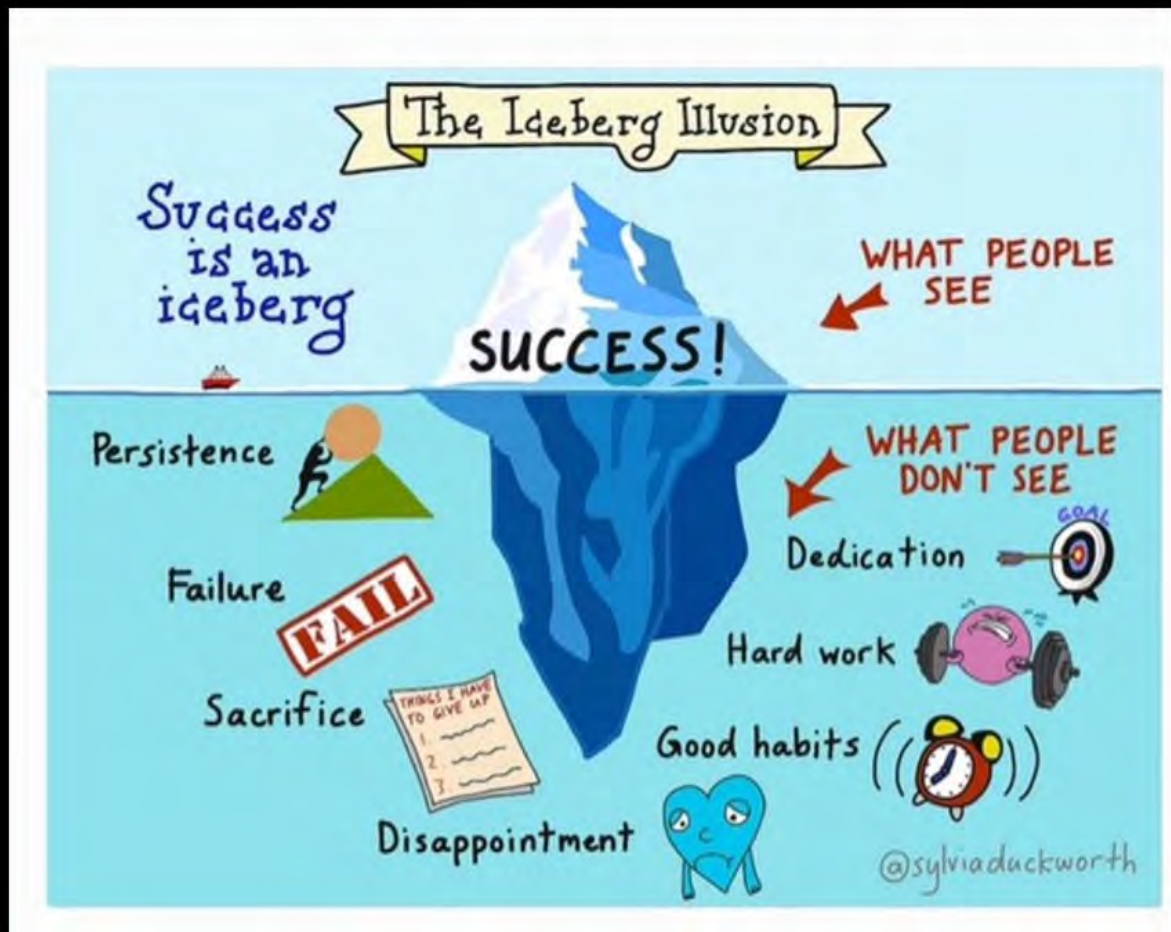 The Iceberg Illusion
Success
is an
iceberg
WHAT PEOPLE
SEE
SUCCESS!
Persistence
WHAT PEOPLE
DON'T SEE
GOAL
Dedication
Failure
FAIL
Hard work
Sacrifice
THINGS I HAVE
TO GIVE UP
1.
2.
3.
Good habits
Disappointment
@sylviaduckworth